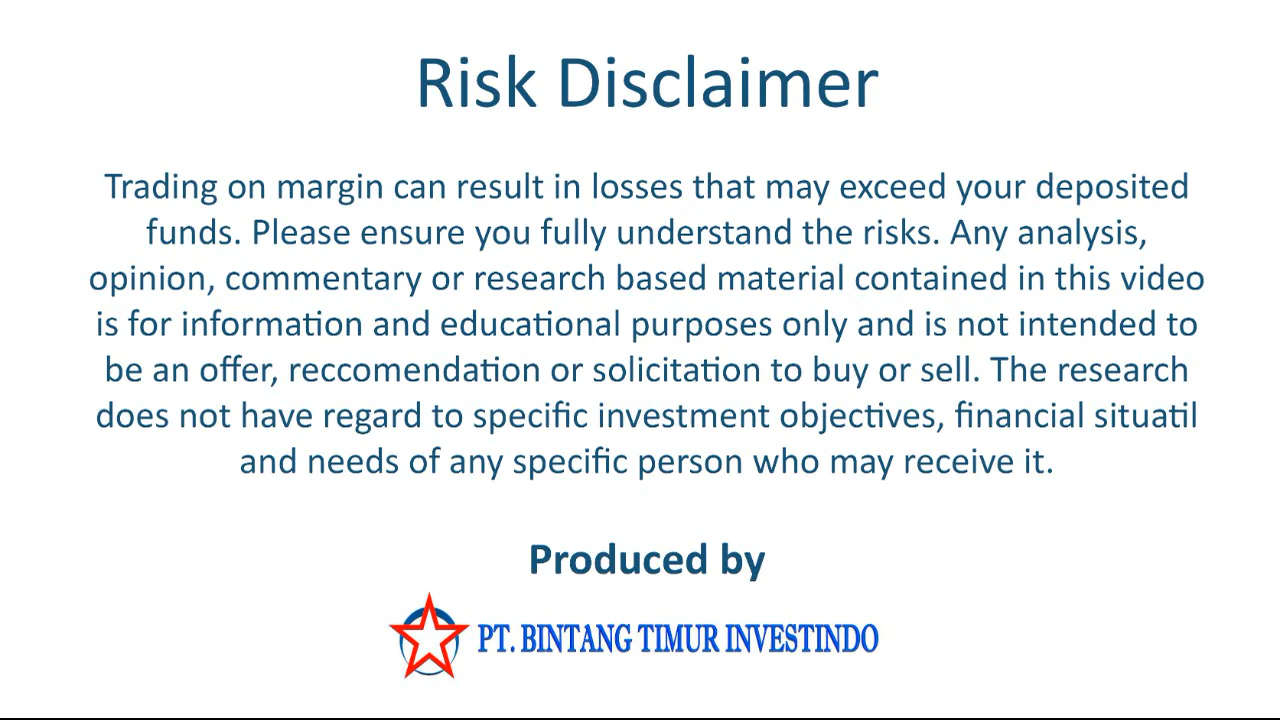 Risk Disclaimer
Trading on margin can result in losses that may exceed your deposited
funds. Please ensure you fully understand the risks. Any analysis,
opinion, commentary or research based material contained in this video
is for information and educational purposes only and is not intended to
be an offer, reccomendation or solicitation to buy or sell. The research
does not have regard to specific investment objectives, financial situatil
and needs of any specific person who may receive it.
Produced by
PT. BINTANG TIMUR INVESTINDO